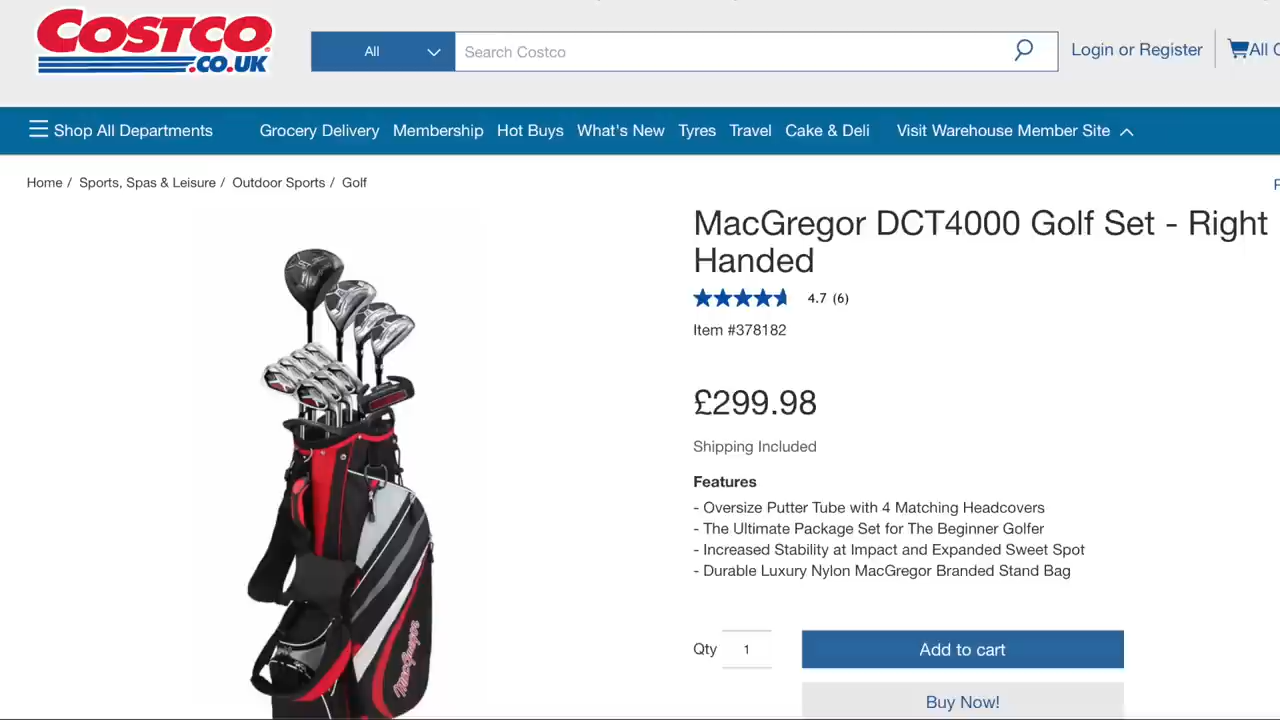 COSTCO
.CO.UK
All
Search Costco
Login or Register
All
Shop All Departments
Grocery Delivery
Membership
Hot Buys
What's New
Tyres
Travel
Cake & Deli
Visit Warehouse Member Site
Home / Sports, Spas & Leisure / Outdoor Sports / Golf
MacGregor DCT4000 Golf Set - Right
Handed
4.7 (6)
Item #378182
£299.98
Shipping Included
Features
- Oversize Putter Tube with 4 Matching Headcovers
- The Ultimate Package Set for The Beginner Golfer
- Increased Stability at Impact and Expanded Sweet Spot
- Durable Luxury Nylon MacGregor Branded Stand Bag
Qty
1
Add to cart
Buy Now!
MacGregor